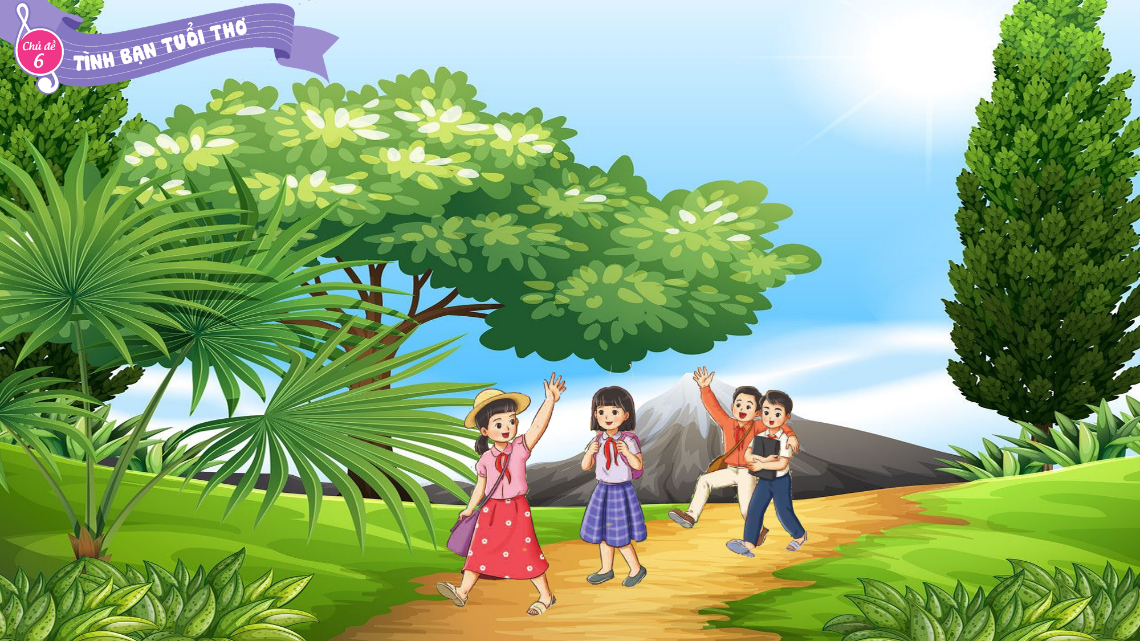 Chủ đề
6
TÌNH BẠN TUỔI THƠ